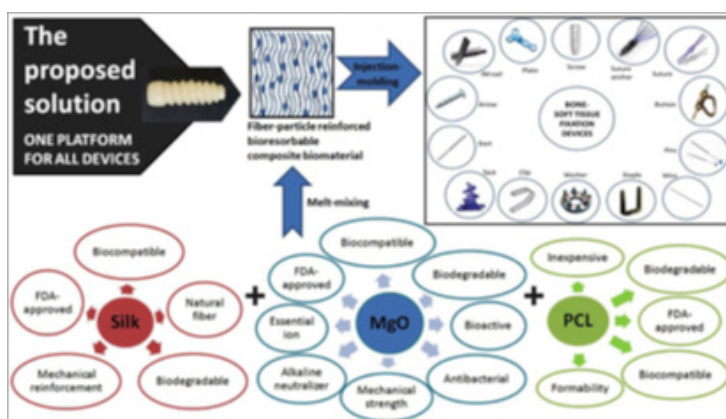 The
proposed
solution
ONE PLATFORM
FOR ALL DEVICES
Fiber-particle reinforced
bioresorbable
composite biomaterial
Injection-
molding
Melt-mixing
Plate
Screw
Suture
anchor
Suture
Arrow
Button
BONE-
SOFT TISSUE
FIXATION
DEVICES
Dart
Pins
Tack
Clip
Washer
Staple
Wire
Biocompatible
FDA-
approved
Silk
Natural
fiber
Mechanical
reinforcement
Biodegradable
+
Biocompatible
FDA-
approved
Biodegradable
Essential
ion
MgO
Bioactive
Alkaline
neutralizer
Mechanical
strength
Antibacterial
+
Inexpensive
Biodegradable
PCL
FDA-
approved
Biocompatible
Formability